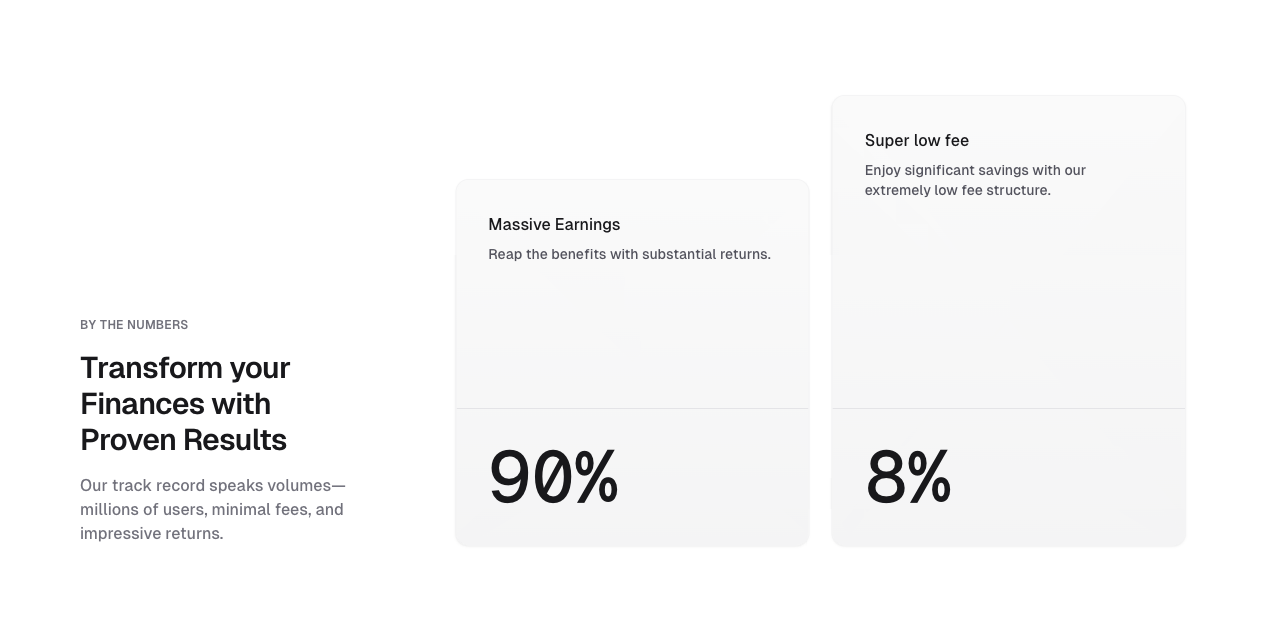 BY THE NUMBERS
Transform your
Finances with
Proven Results
Our track record speaks volumes—
millions of users, minimal fees, and
impressive returns.
Massive Earnings
Reap the benefits with substantial returns.
90%
Super low fee
Enjoy significant savings with our
extremely low fee structure.
8%